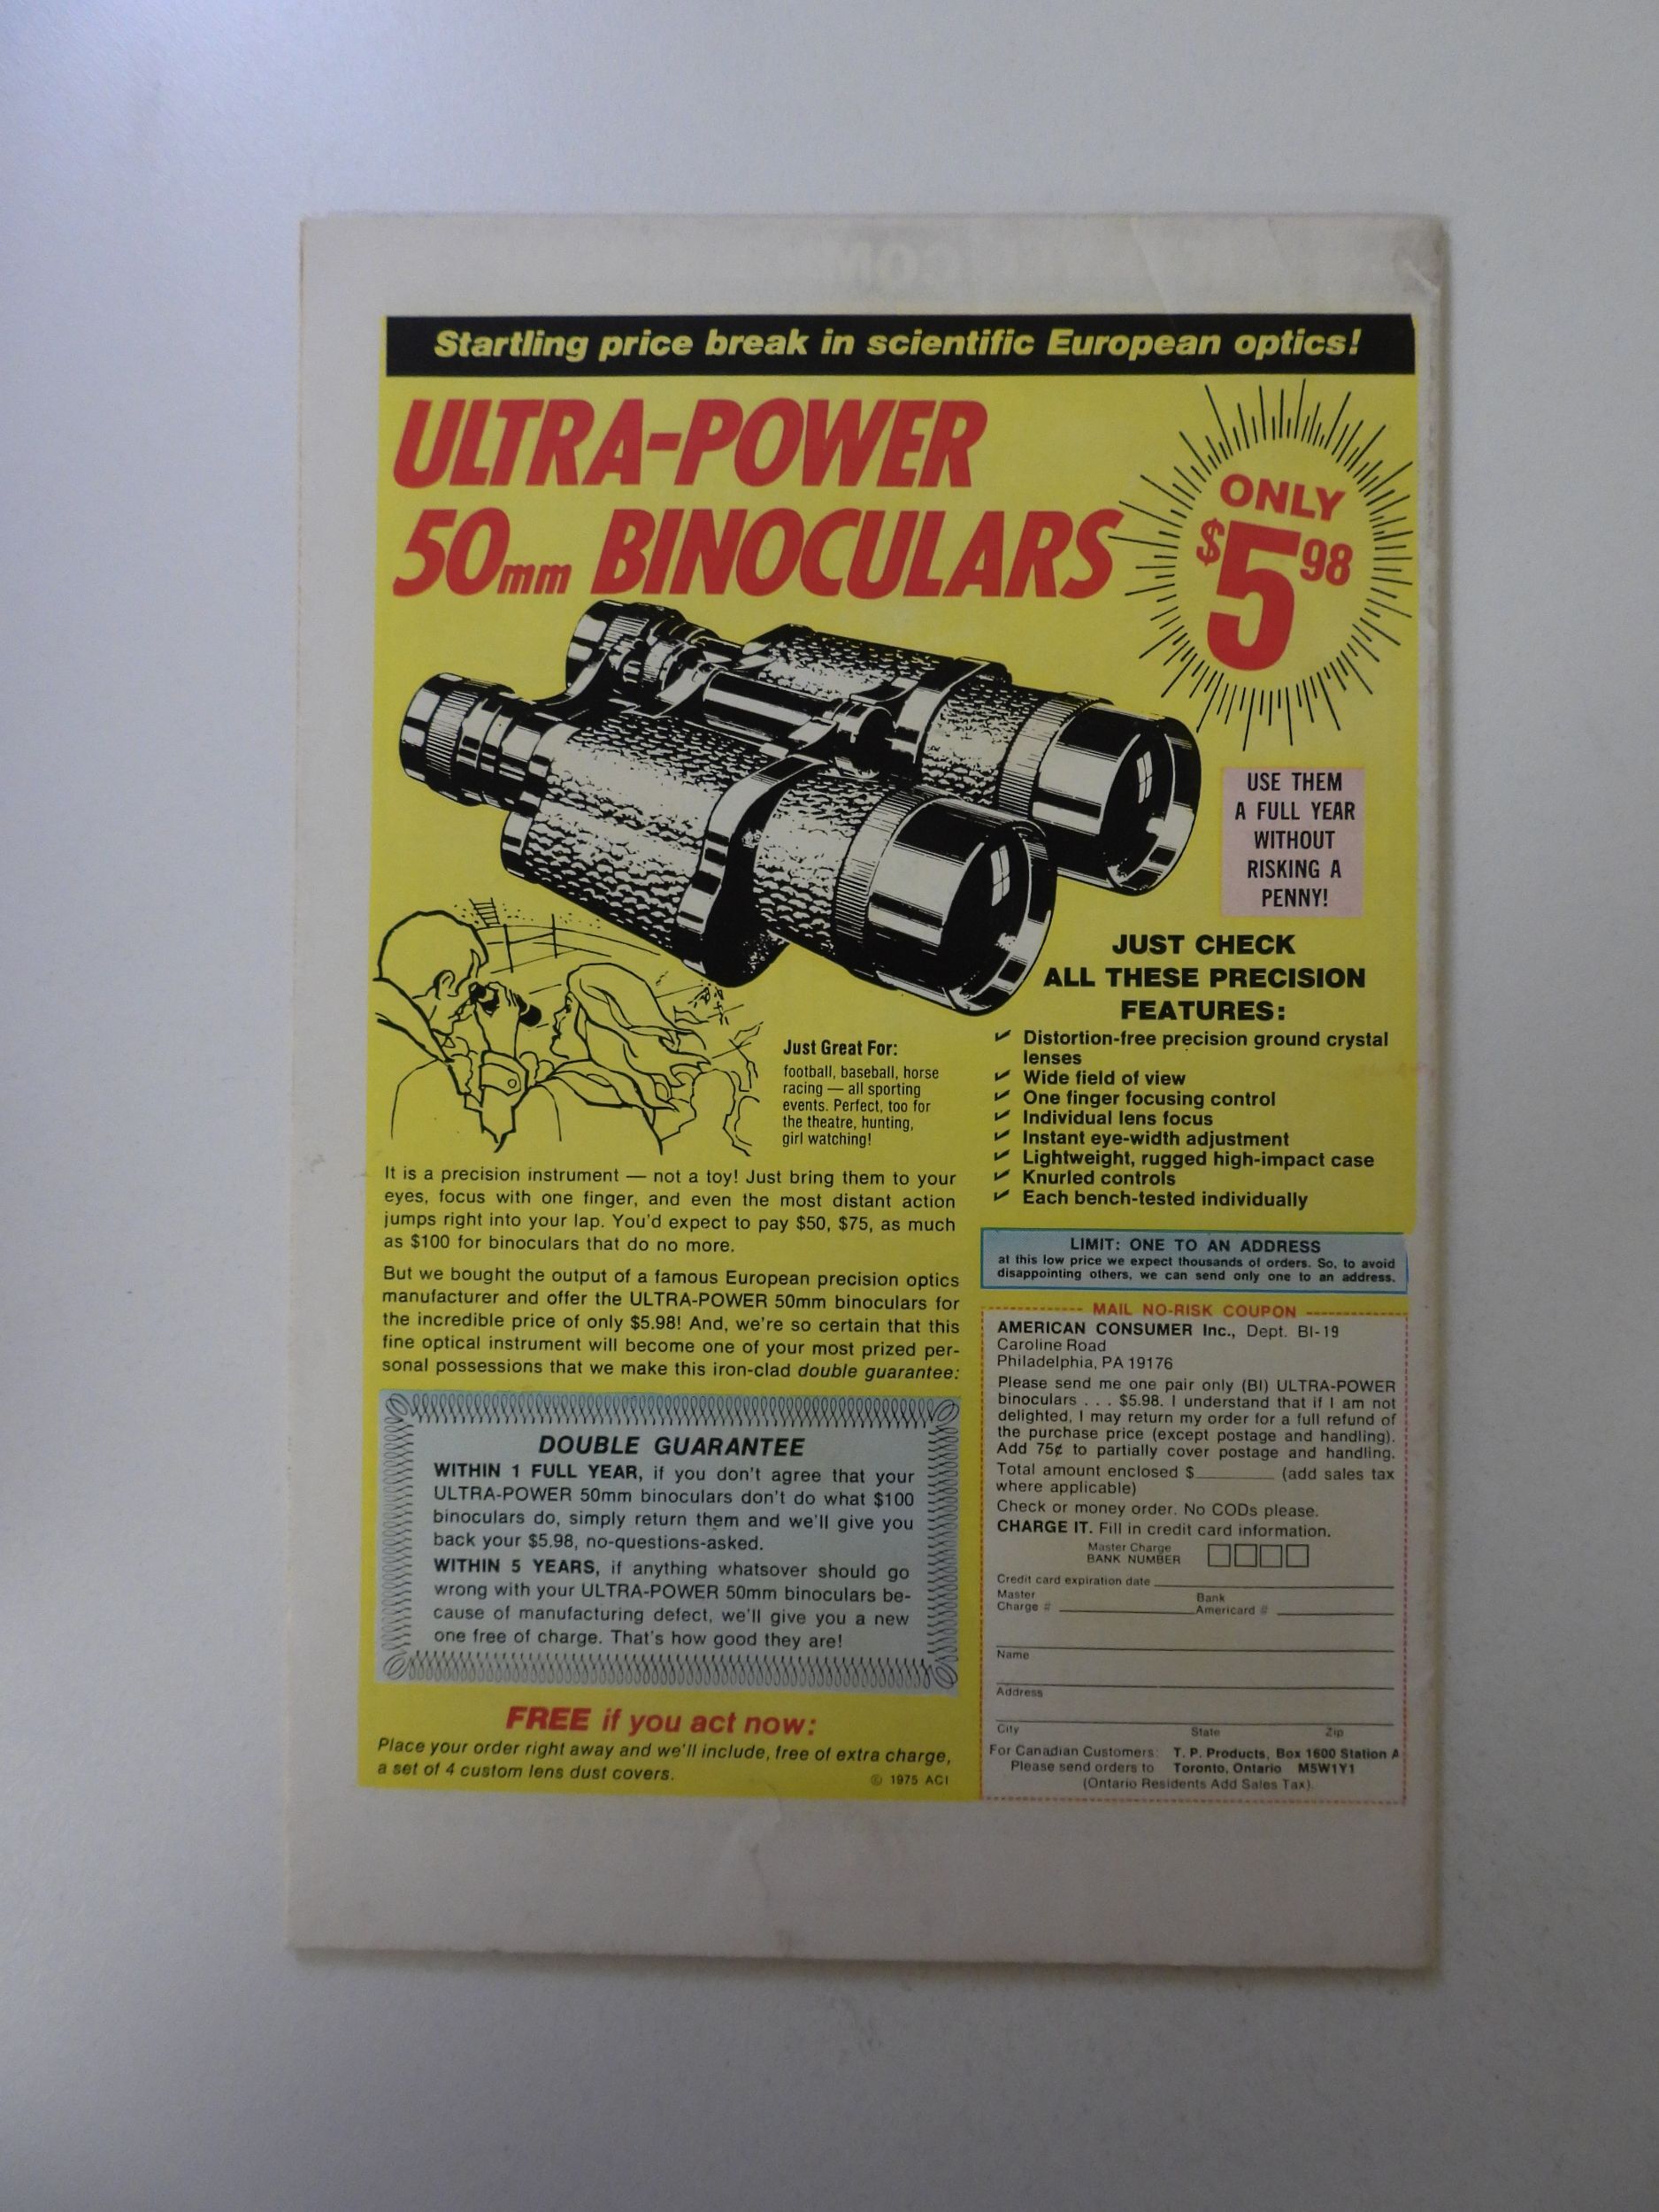 Startling price break in scientific European optics!
ULTRA-POWER
50mm BINOCULARS
ONLY
$5 98
USE THEM
A FULL YEAR
WITHOUT
RISKING A
PENNY!
JUST CHECK
ALL THESE PRECISION
FEATURES:
✔ Distortion-free precision ground crystal
lenses
✔ Wide field of view
✔ One finger focusing control
✔ Individual lens focus
✔ Instant eye-width adjustment
✔ Lightweight, rugged high-impact case
✔ Knurled controls
✔ Each bench-tested individually
Just Great For:
football, baseball, horse
racing — all sporting
events. Perfect, too for
the theatre, hunting,
girl watching!
It is a precision instrument — not a toy! Just bring them to your
eyes, focus with one finger, and even the most distant action
jumps right into your lap. You'd expect to pay $50, $75, as much
as $100 for binoculars that do no more.
But we bought the output of a famous European precision optics
manufacturer and offer the ULTRA-POWER 50mm binoculars for
the incredible price of only $5.98! And, we're so certain that this
fine optical instrument will become one of your most prized per-
sonal possessions that we make this iron-clad double guarantee:
DOUBLE GUARANTEE
WITHIN 1 FULL YEAR, if you don't agree that your
ULTRA-POWER 50mm binoculars don't do what $100
binoculars do, simply return them and we'll give you
back your $5.98, no-questions-asked.
WITHIN 5 YEARS, if anything whatsover should go
wrong with your ULTRA-POWER 50mm binoculars be-
cause of manufacturing defect, we'll give you a new
one free of charge. That's how good they are!
FREE if you act now:
Place your order right away and we'll include, free of extra charge,
a set of 4 custom lens dust covers.
© 1975 ACI
LIMIT: ONE TO AN ADDRESS
at this low price we expect thousands of orders. So, to avoid
disappointing others, we can send only one to an address.
MAIL NO-RISK COUPON
AMERICAN CONSUMER Inc., Dept. BI-19
Caroline Road
Philadelphia, PA 19176
Please send me one pair only (BI) ULTRA-POWER
binoculars . . . $5.98. I understand that if I am not
delighted, I may return my order for a full refund of
the purchase price (except postage and handling).
Add 75¢ to partially cover postage and handling.
Total amount enclosed $________ (add sales tax
where applicable)
Check or money order. No CODs please.
CHARGE IT. Fill in credit card information.
Master Charge
BANK NUMBER
Credit card expiration date
Master Bank
Charge # Americard #
Name
Address
City State Zip
For Canadian Customers: T. P. Products, Box 1600 Station A
Please send orders to Toronto, Ontario M5W1Y1
(Ontario Residents Add Sales Tax).